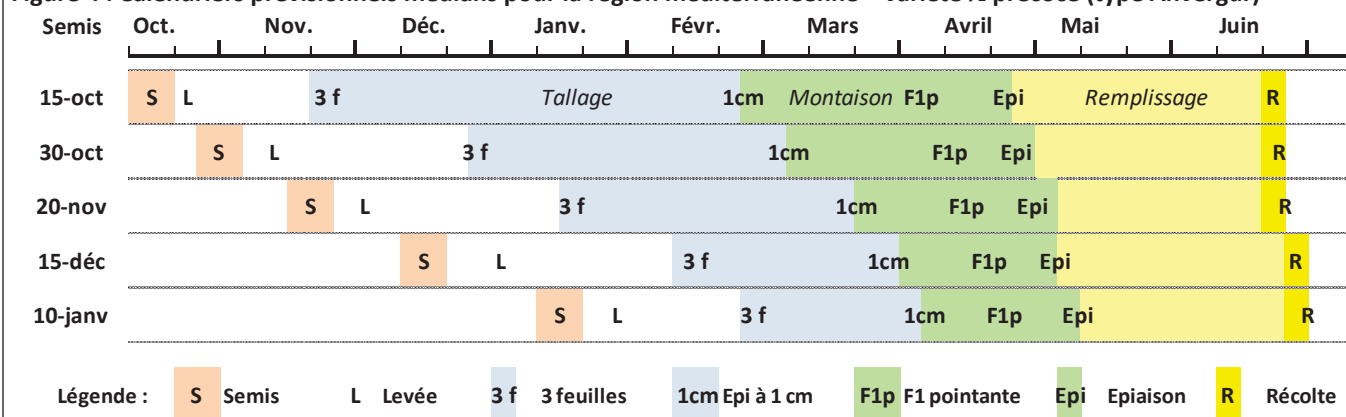 Semis Oct. Nov. Déc. Janv. Févr. Mars Avril Mai Juin
15-oct S L 3 f Tallage 1cm Montaison F1p Epi Remplissage R
30-oct S L 3 f 1cm F1p Epi R
20-nov S L 3 f 1cm F1p Epi R
15-déc S L 3 f 1cm F1p Epi R
10-janv S L 3 f 1cm F1p Epi R
Légende : S Semis L Levée 3 f 3 feuilles 1cm Epi à 1 cm F1p F1 pointante Epi Epiaison R Récolte